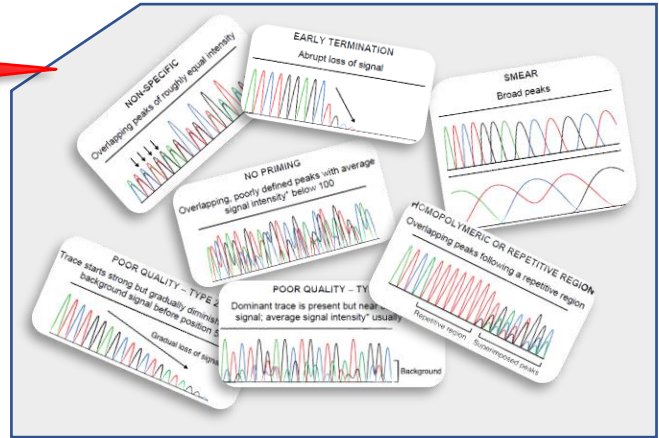 NON-SPECIFIC
Overlapping peaks of roughly equal intensity
EARLY TERMINATION
Abrupt loss of signal
SMEAR
Broad peaks
NO PRIMING
Overlapping, poorly defined peaks with average
signal intensity* below 100
HOMOPOLYMERIC OR REPETITIVE REGION
Overlapping peaks following a repetitive region
Repetitive region
Superimposed peaks
POOR QUALITY – TYPE 2
Trace starts strong but gradually diminish
background signal before position 5
Gradual loss of signal
POOR QUALITY – TYP
Dominant trace is present but near
signal; average signal intensity* usually
Background